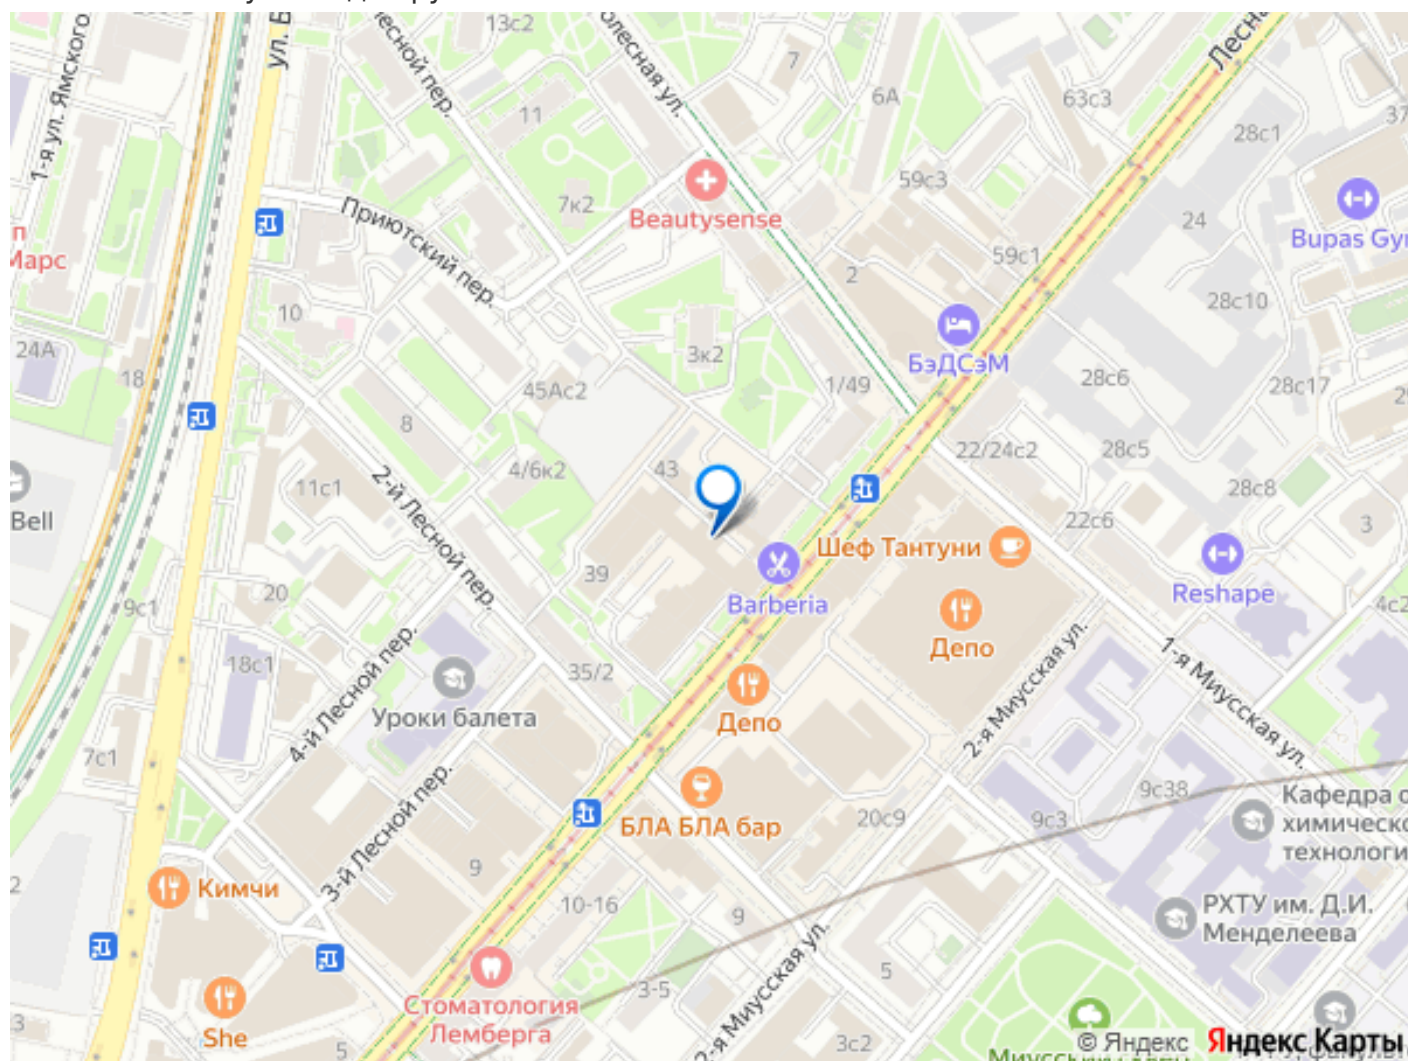 13с2
7
Лесна
ул. Б
1-я ул. Ямского
лесной пер.
олесная ул.
6А
63с3
37
11
28с1
59с3
7к2
Beautysense
24
Bupas Gyr
п
Марс
Приютский пер.
59с1
2
28с10
10
24А
18
3к2
БэДСэМ
45Ас2
1/49
28с6
28с17
8
22/24с2
28с5
4/6к2
43
11с1
2-й Лесной пер.
28с8
Bell
22с6
3
Шеф Тантуни
39
Reshape
20
9с1
Barberia
4с2
Депо
18с1
35/2
1-я Миусская ул.
2-я Миусская ул.
4-й Лесной пер.
Уроки балета
Депо
7с1
9с38
Кафедра о
химическо
технологи
БЛА БЛА бар
20с9
9с3
3-й Лесной пер.
9
2
Кимчи
10-16
9
РХТУ им. Д.И.
Менделеева
5
3-5
2-я Миусская ул.
Стоматология
Лемберга
3
She
5
3с2
© Яндекс Яндекс Карты